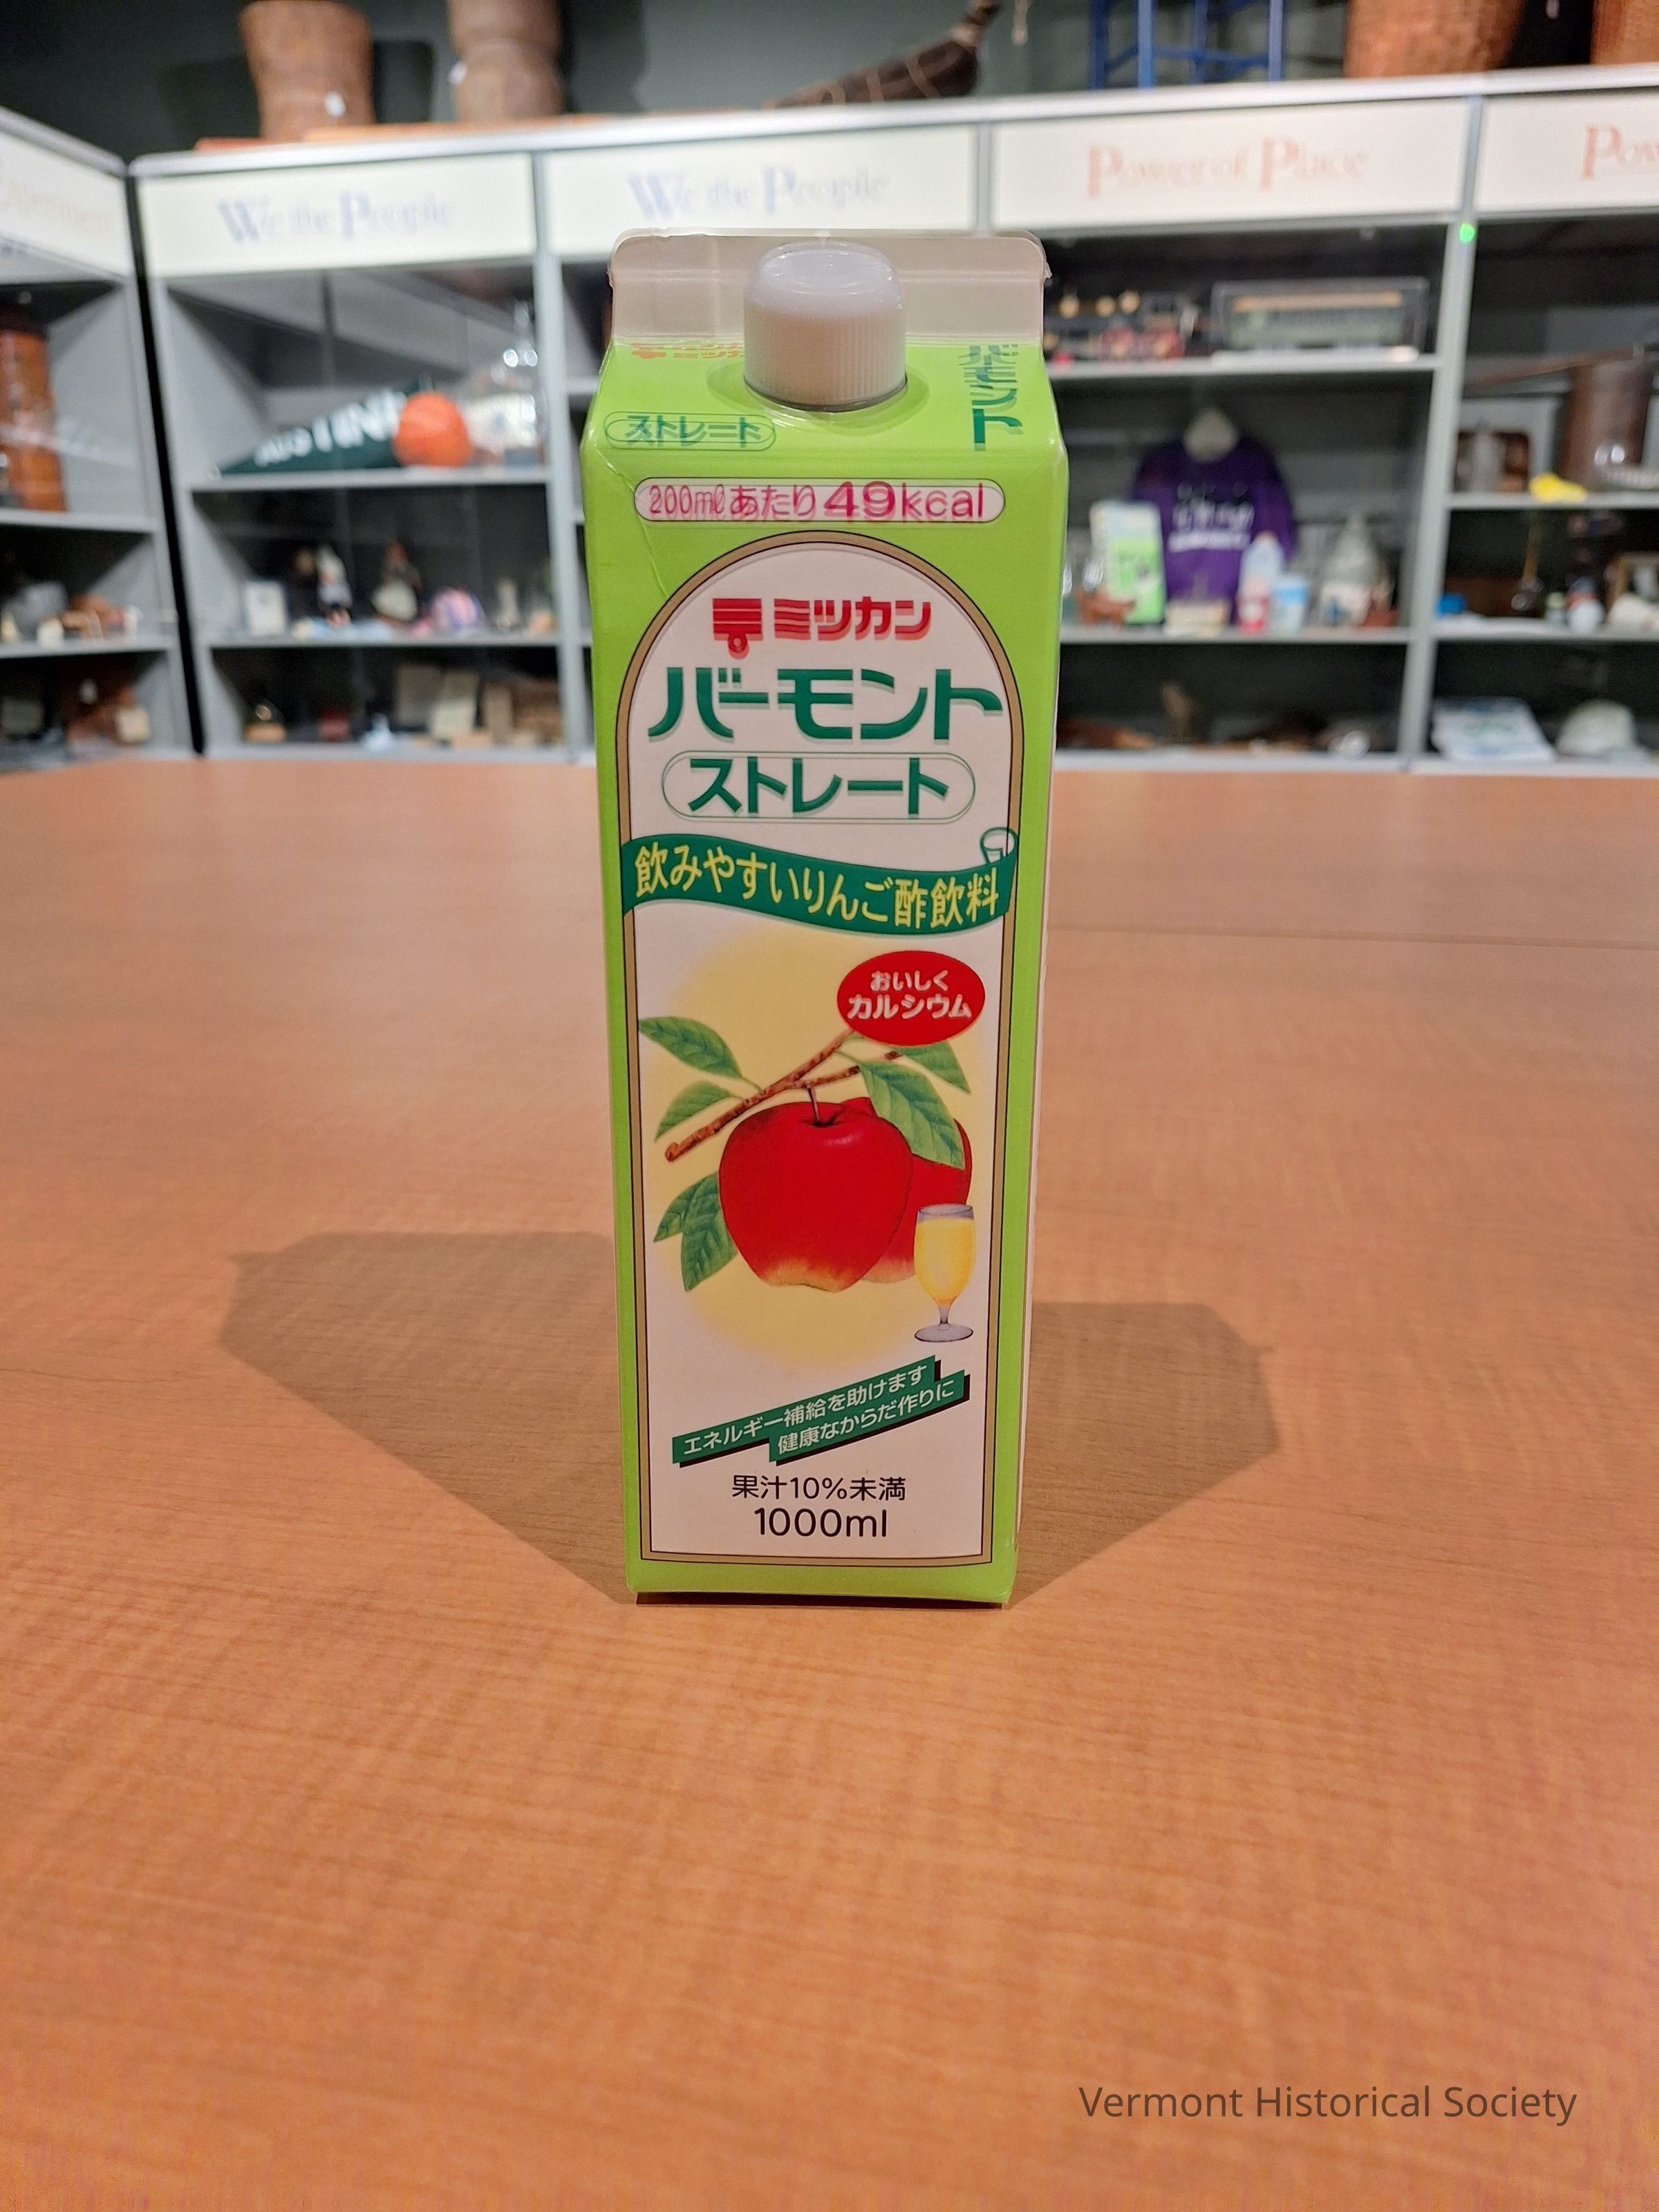 We the People
We the People
Power of Place
ミツカン
バーモント
ストレート
200mlあたり49kcal
ミツカン
バーモント
ストレート
飲みやすいりんご酢飲料
おいしく
カルシウム
エネルギー補給を助けます
健康なからだ作りに
果汁10%未満
1000ml
Vermont Historical Society